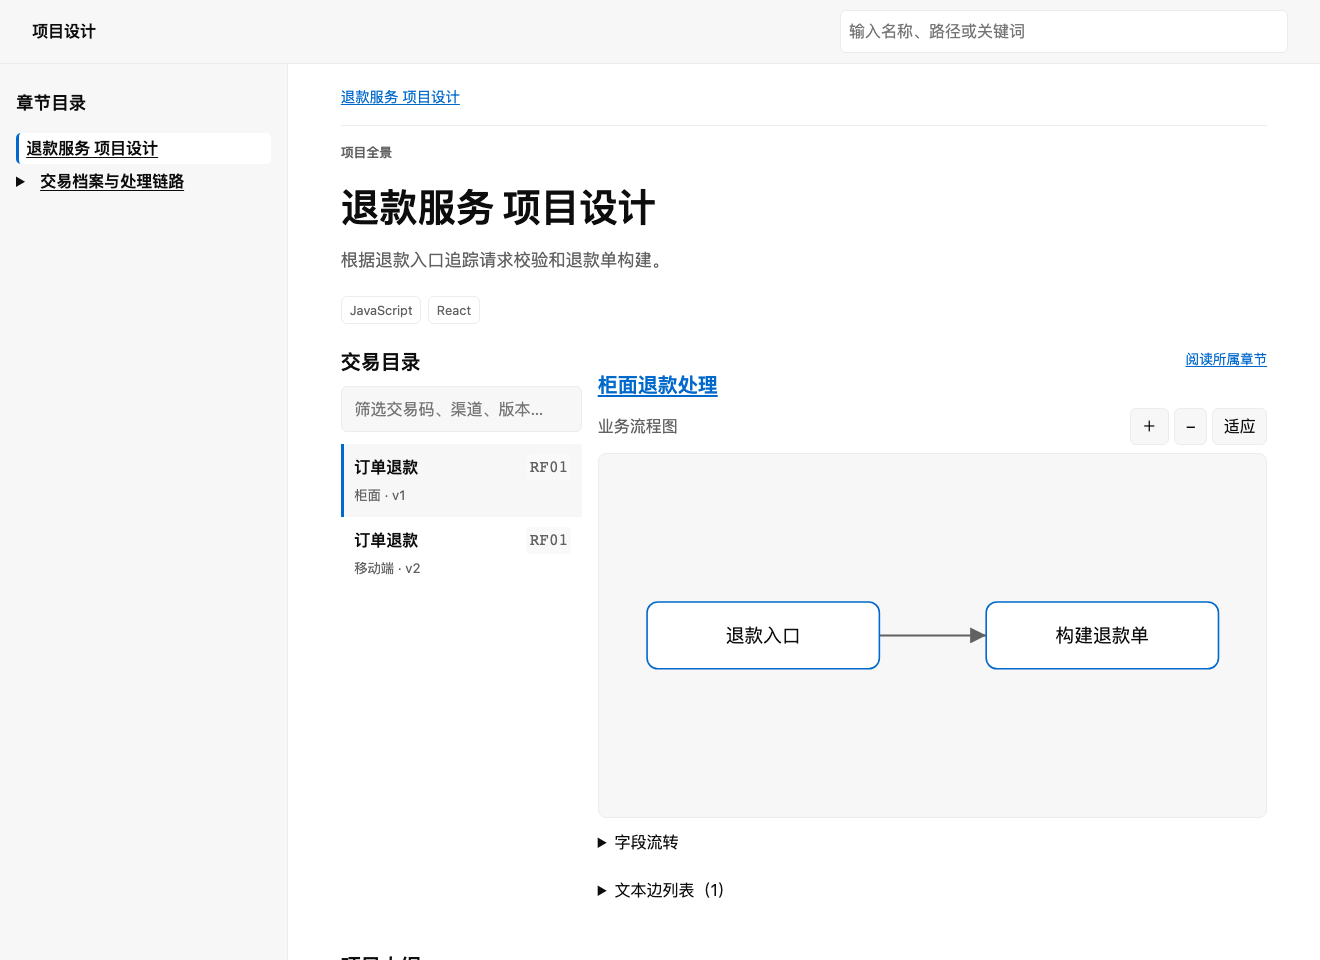 项目设计
输入名称、路径或关键词
章节目录
退款服务 项目设计
交易档案与处理链路
退款服务 项目设计
项目全景
退款服务 项目设计
根据退款入口追踪请求校验和退款单构建。
JavaScript
React
交易目录
筛选交易码、渠道、版本...
订单退款 RF01
柜面 · v1
订单退款 RF01
移动端 · v2
阅读所属章节
柜面退款处理
业务流程图
+
−
适应
退款入口
构建退款单
字段流转
文本边列表（1）